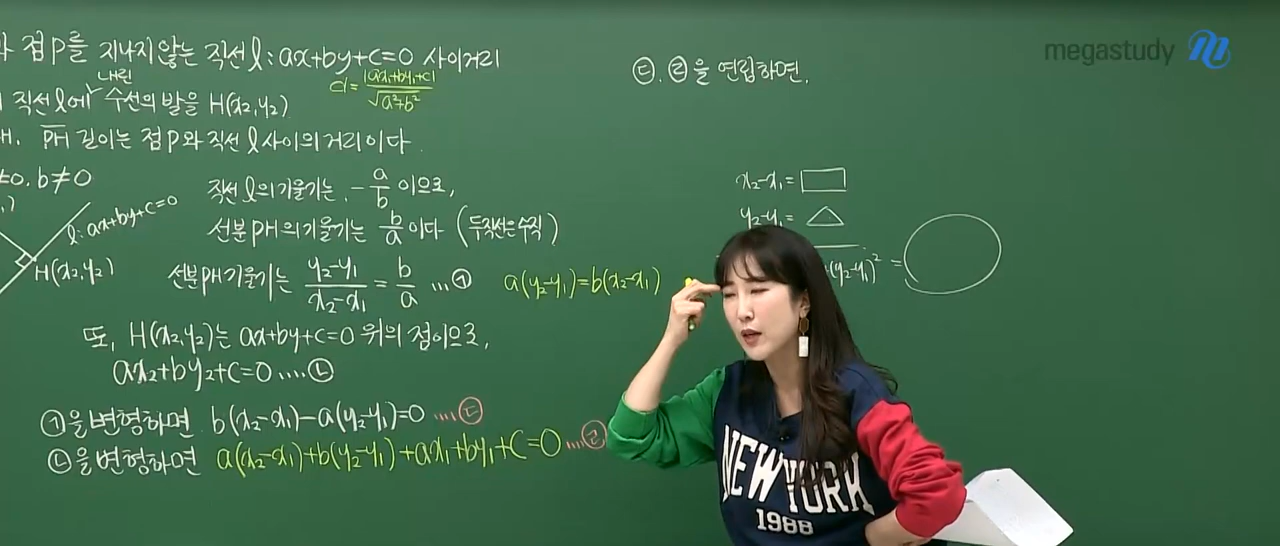 점 P를 지나지않는 직선 l : ax+by+c=0 사이거리
d = |ax₁+by₁+c| / √a²+b²
내린
직선 l에 수선의 발을 H(x₂, y₂)
PH 길이는 점P와 직선 l 사이의 거리이다.
≠0. b≠0
l: ax+by+c=0
H(x₂, y₂)
직선 l의 기울기는, -a/b 이므로,
선분 PH의 기울기는 b/a 이다 (두직선은 수직)
선분 PH 기울기는 y₂-y₁/x₂-x₁ = b/a …㉠
a(y₂-y₁)=b(x₂-x₁)
또, H(x₂,y₂)는 ax+by+c=0 위의 점이므로,
ax₂+by₂+c=0 ….㉡
㉠을 변형하면 b(x₂-x₁)-a(y₂-y₁)=0 ….㉢
㉡을 변형하면 a(x₂-x₁)+b(y₂-y₁)+ax₁+by₁+c=0 ….㉣
㉢, ㉣을 연립하면,
x₂-x₁= □
y₂-y₁= △
(y₂-y₁)² = ○
megastudy
NEW YORK
1988